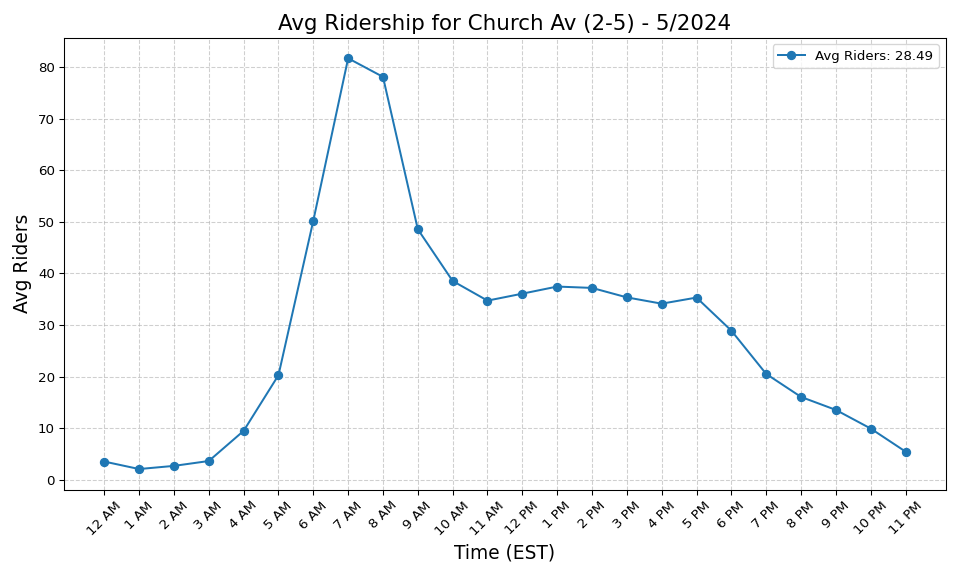 Avg Ridership for Church Av (2-5) - 5/2024
Avg Riders: 28.49
Avg Riders
80
70
60
50
40
30
20
10
0
12 AM
1 AM
2 AM
3 AM
4 AM
5 AM
6 AM
7 AM
8 AM
9 AM
10 AM
11 AM
12 PM
1 PM
2 PM
3 PM
4 PM
5 PM
6 PM
7 PM
8 PM
9 PM
10 PM
11 PM
Time (EST)